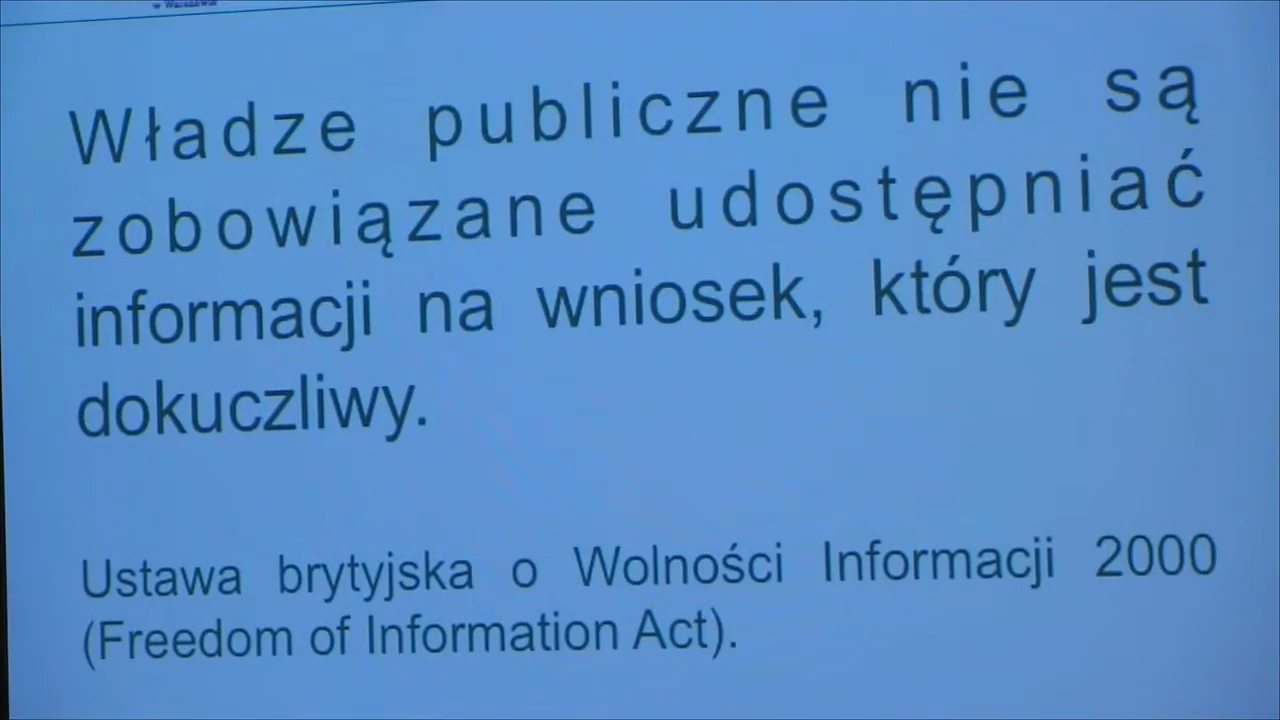 w Warszawie
Władze publiczne nie są
zobowiązane udostępniać
informacji na wniosek, który jest
dokuczliwy.
Ustawa brytyjska o Wolności Informacji 2000
(Freedom of Information Act).